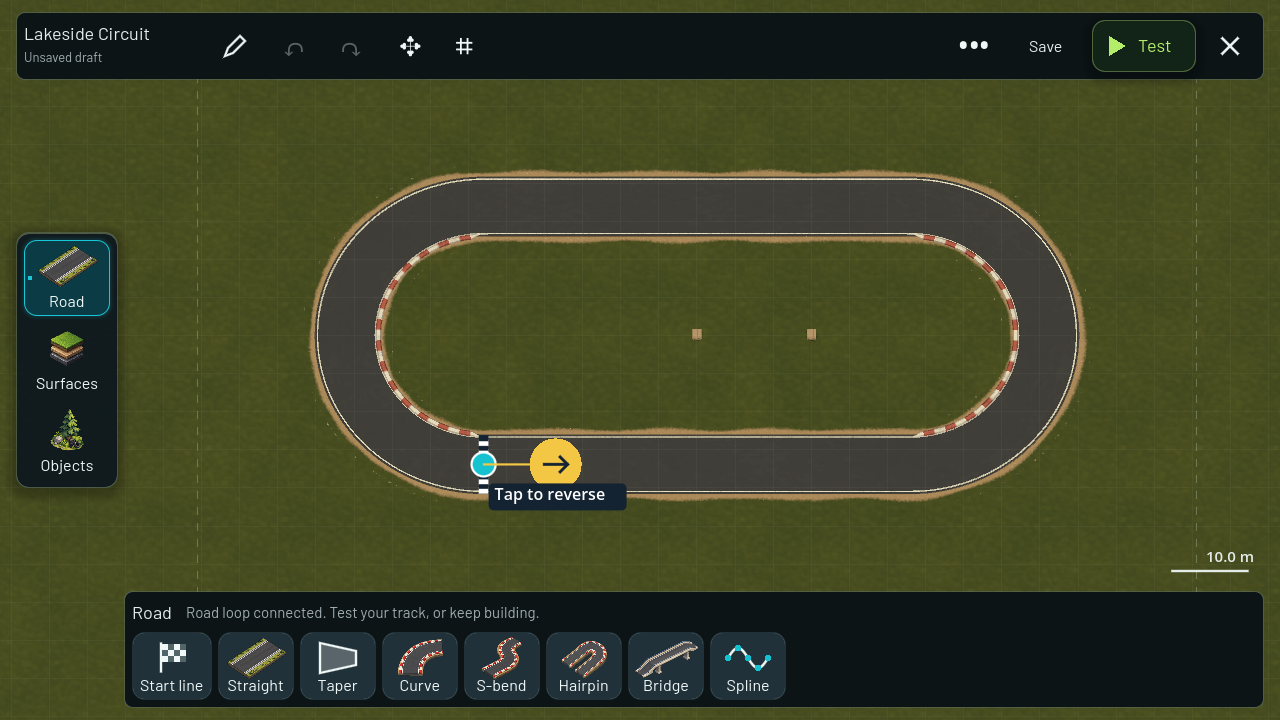 Lakeside Circuit
Unsaved draft
Save
Test
Road
Surfaces
Objects
Tap to reverse
10.0 m
Road
Road loop connected. Test your track, or keep building.
Start line
Straight
Taper
Curve
S-bend
Hairpin
Bridge
Spline